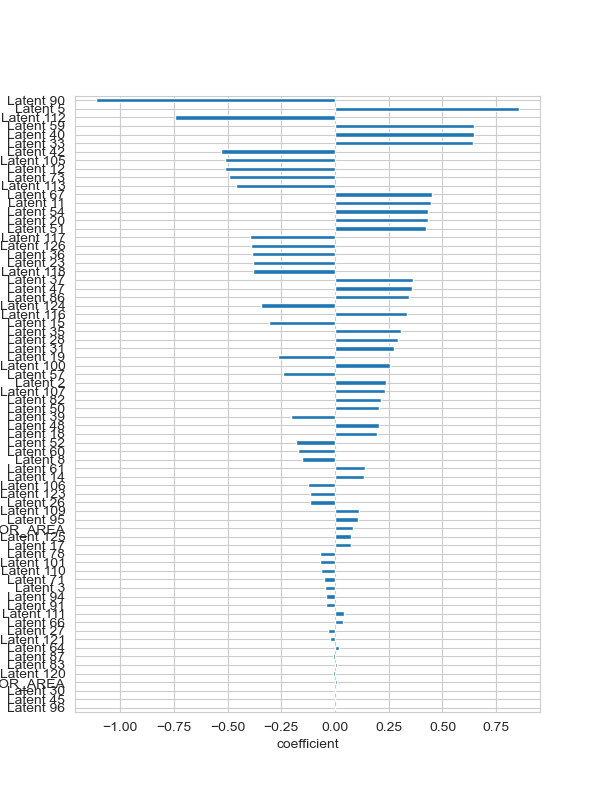 Latent 90
Latent 5
Latent 112
Latent 59
Latent 40
Latent 33
Latent 42
Latent 105
Latent 12
Latent 73
Latent 113
Latent 67
Latent 11
Latent 54
Latent 20
Latent 51
Latent 117
Latent 126
Latent 36
Latent 23
Latent 118
Latent 37
Latent 47
Latent 86
Latent 124
Latent 116
Latent 15
Latent 35
Latent 28
Latent 31
Latent 19
Latent 100
Latent 57
Latent 2
Latent 107
Latent 82
Latent 50
Latent 39
Latent 48
Latent 18
Latent 52
Latent 60
Latent 8
Latent 61
Latent 14
Latent 106
Latent 123
Latent 26
Latent 109
Latent 95
OR_AREA
Latent 125
Latent 17
Latent 78
Latent 101
Latent 110
Latent 71
Latent 3
Latent 94
Latent 91
Latent 111
Latent 66
Latent 27
Latent 121
Latent 64
Latent 87
Latent 83
Latent 120
OR_AREA
Latent 30
Latent 45
Latent 96
−1.00 −0.75 −0.50 −0.25 0.00 0.25 0.50 0.75
coefficient